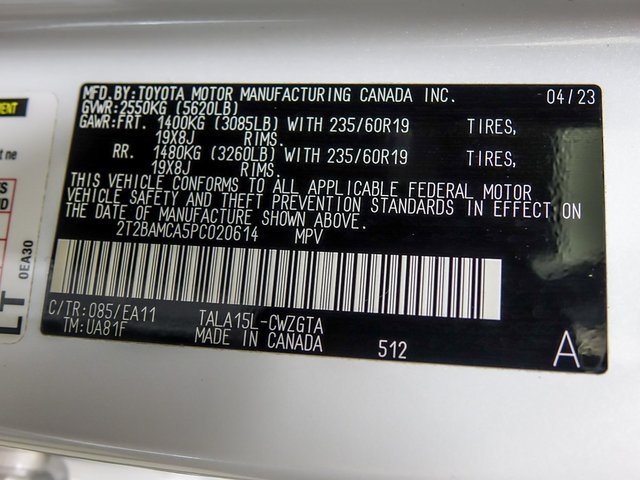 MFD.BY:TOYOTA MOTOR MANUFACTURING CANADA INC. 04/23
GVWR:2550KG (5620LB)
GAWR:FRT. 1400KG (3085LB) WITH 235/60R19 TIRES,
19X8J RIMS.
RR. 1480KG (3260LB) WITH 235/60R19 TIRES,
19X8J RIMS.
THIS VEHICLE CONFORMS TO ALL APPLICABLE FEDERAL MOTOR
VEHICLE SAFETY AND THEFT PREVENTION STANDARDS IN EFFECT ON
THE DATE OF MANUFACTURE SHOWN ABOVE.
2T2BAMCA5PC020614 MPV
C/TR:085/EA11 TALA15L-CWZGTA
TM:UA81F MADE IN CANADA 512 A
0EA30